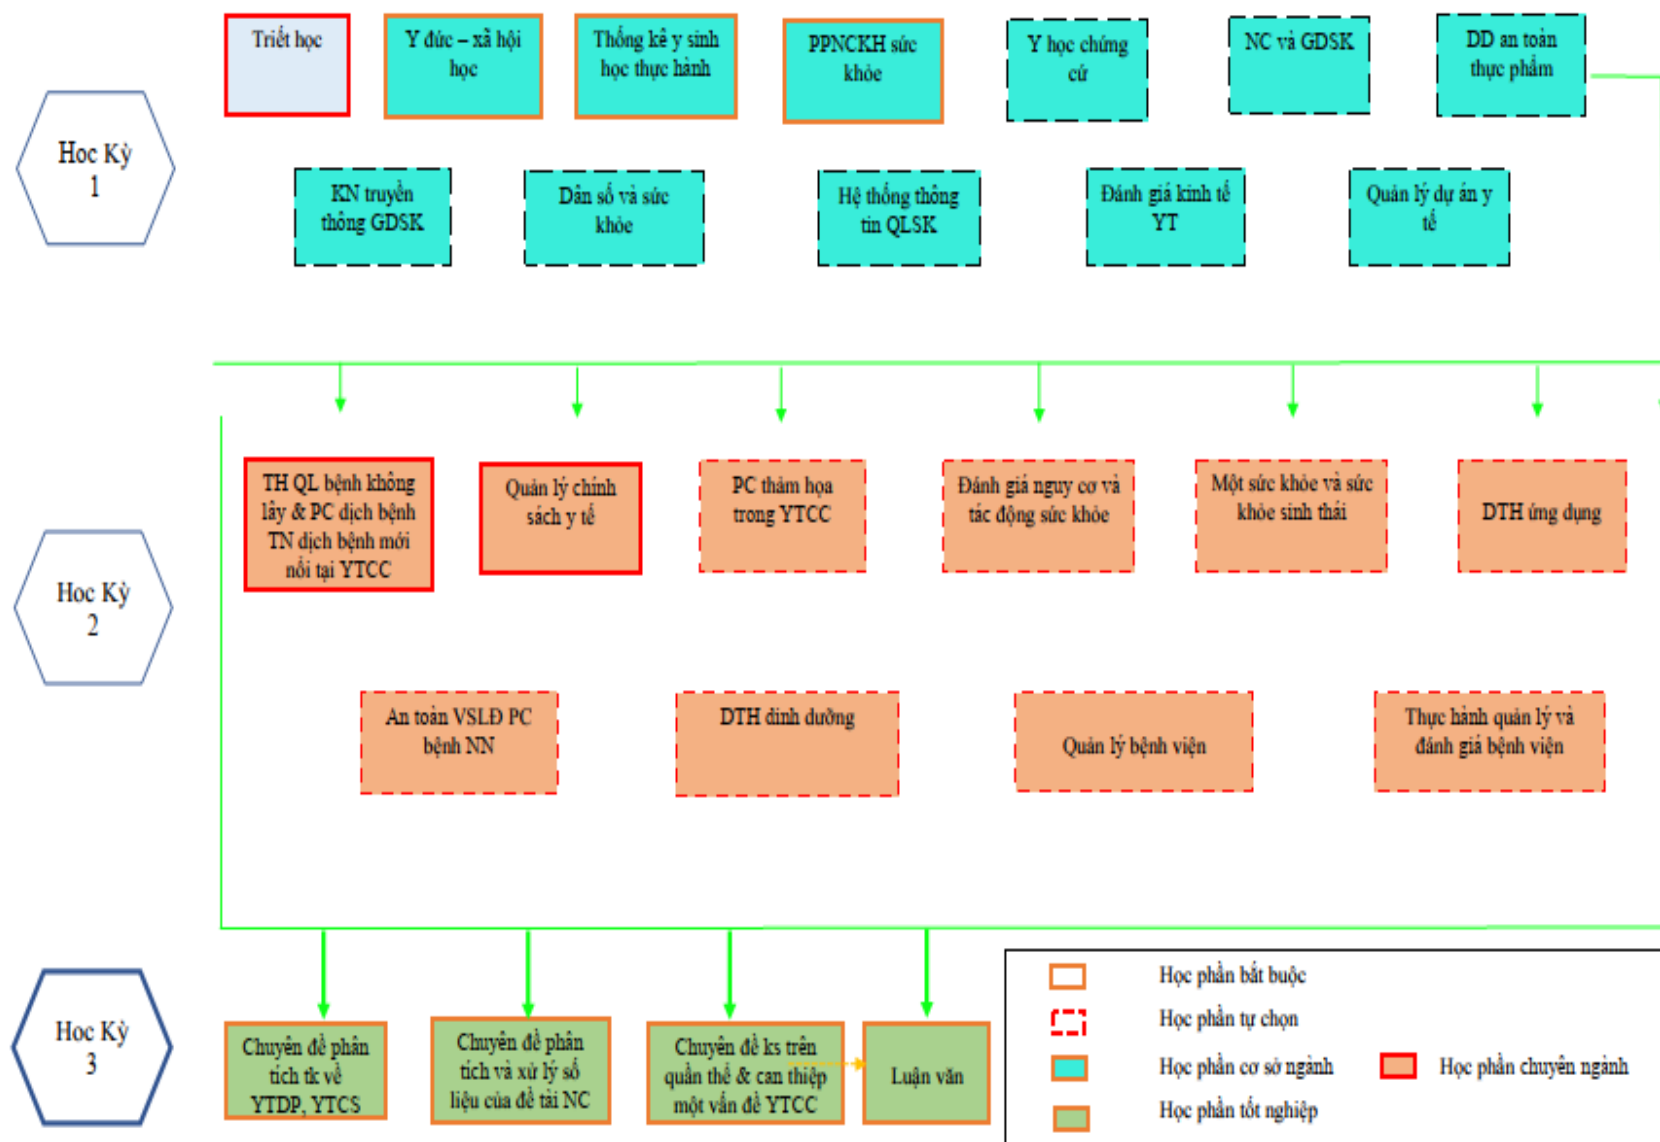 Triết học
Y đức – xã hội
học
Thống kê y sinh
học thực hành
PPNCKH sức
khỏe
Y học chứng
cứ
NC và GDSK
DD an toàn
thực phẩm
Hoc Kỳ
1
KN truyền
thông GDSK
Dân số và sức
khỏe
Hệ thống thông
tin QLSK
Đánh giá kinh tế
YT
Quản lý dự án y
tế
TH QL bệnh không
lây & PC dịch bệnh
TN dịch bệnh mới
nổi tại YTCC
Quản lý chính
sách y tế
PC thảm họa
trong YTCC
Đánh giá nguy cơ và
tác động sức khỏe
Một sức khỏe và sức
khỏe sinh thái
DTH ứng dụng
Hoc Kỳ
2
An toàn VSLĐ PC
bệnh NN
DTH dinh dưỡng
Quản lý bệnh viện
Thực hành quản lý và
đánh giá bệnh viện
Hoc Kỳ
3
Chuyên đề phân
tích tk về
YTDP, YTCS
Chuyên đề phân
tích và xử lý số
liệu của đề tài NC
Chuyên đề ks trên
quần thể & can thiệp
một vấn đề YTCC
Luận văn
Học phần bắt buộc
Học phần tự chọn
Học phần cơ sở ngành
Học phần chuyên ngành
Học phần tốt nghiệp